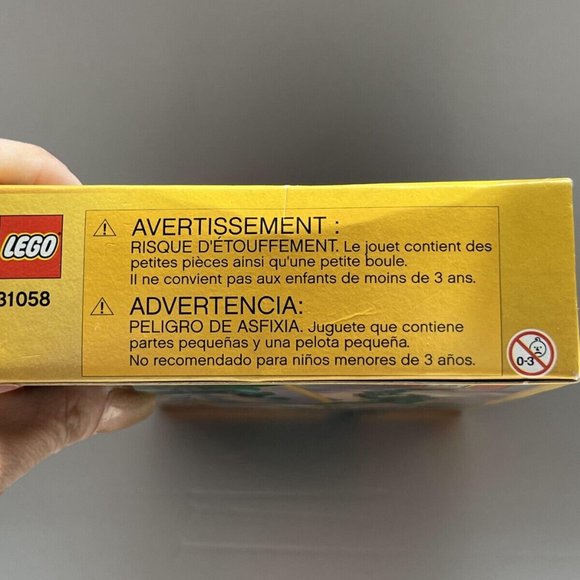 LEGO
31058
AVERTISSEMENT :
RISQUE D'ÉTOUFFEMENT. Le jouet contient des
petites pièces ainsi qu'une petite boule.
Il ne convient pas aux enfants de moins de 3 ans.
ADVERTENCIA:
PELIGRO DE ASFIXIA. Juguete que contiene
partes pequeñas y una pelota pequeña.
No recomendado para niños menores de 3 años.
0-3